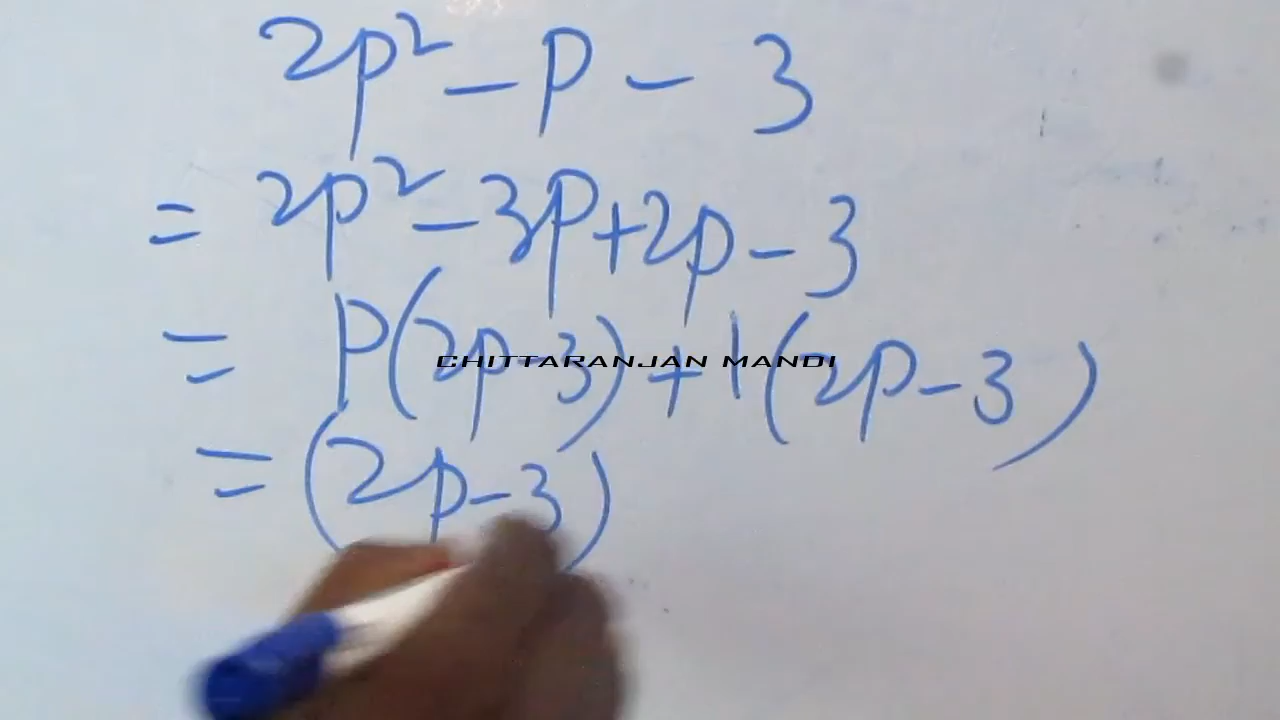 2p² - p - 3
= 2p² - 3p + 2p - 3
= p(2p-3) + 1(2p-3)
CHITTARANJAN MANDI
= (2p-3)